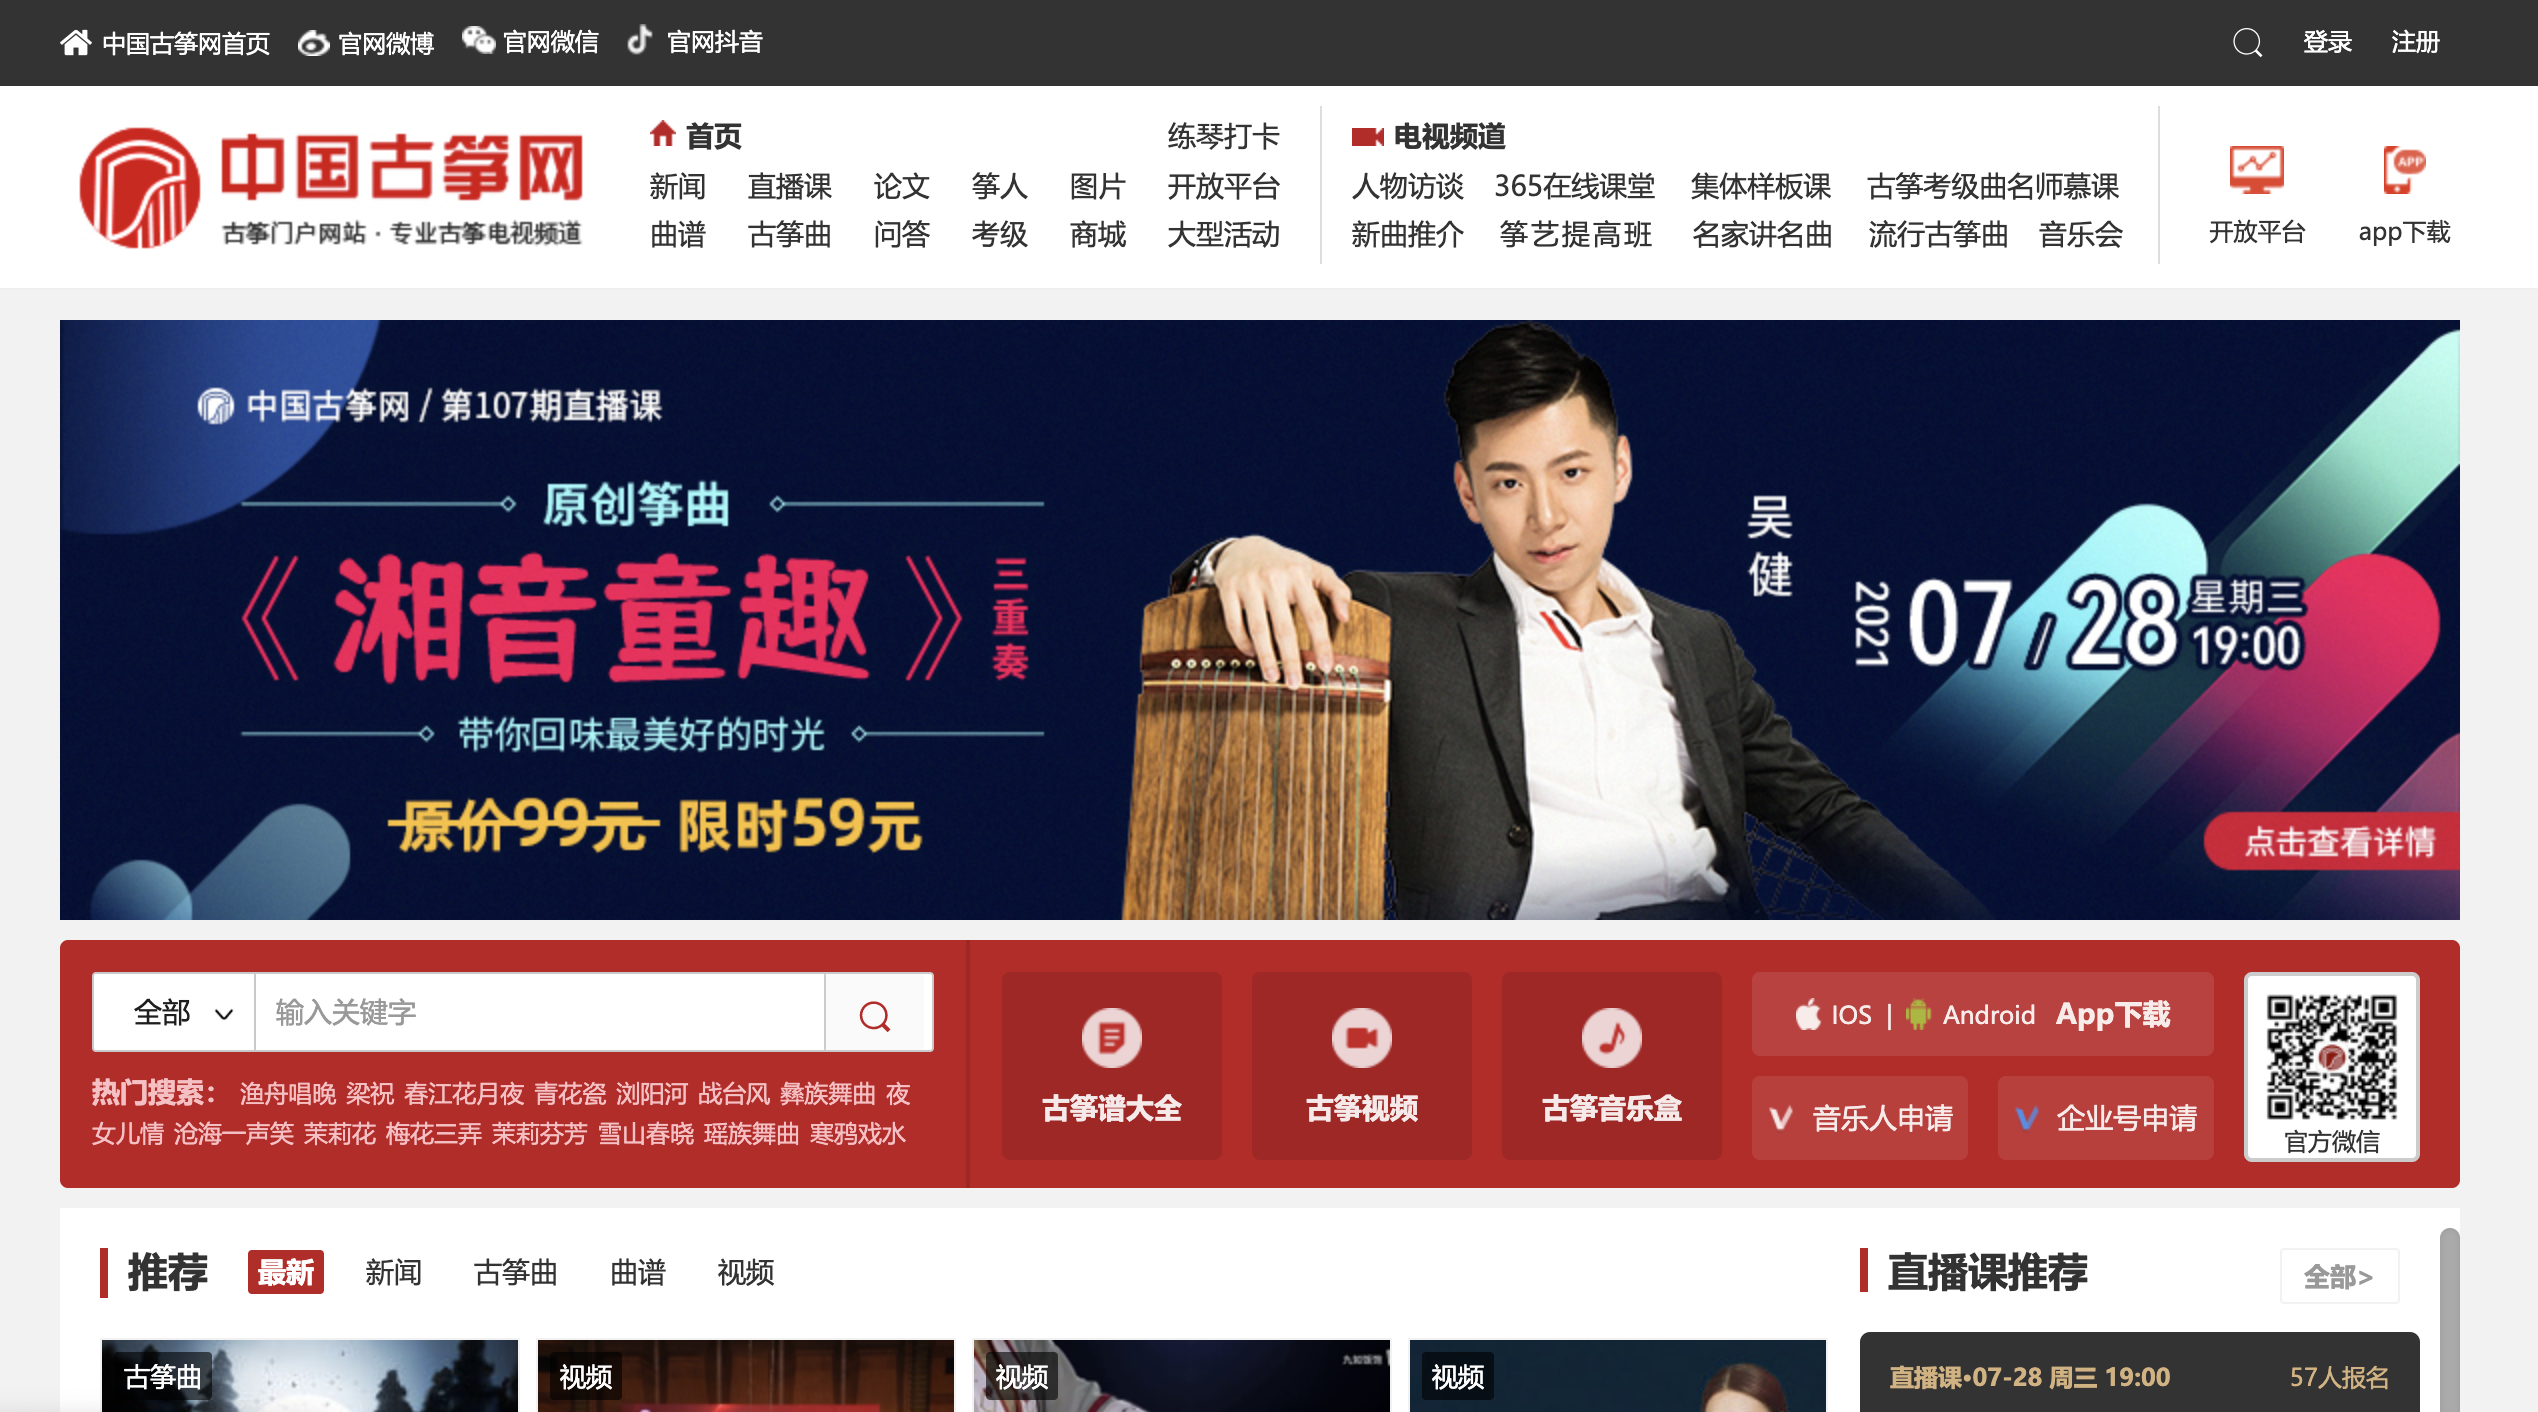 中国古筝网首页 官网微博 官网微信 官网抖音 登录 注册
中国古筝网
古筝门户网站·专业古筝电视频道
首页 练琴打卡
新闻 直播课 论文 筝人 图片 开放平台
曲谱 古筝曲 问答 考级 商城 大型活动
电视频道
人物访谈 365在线课堂 集体样板课 古筝考级曲名师慕课
新曲推介 筝艺提高班 名家讲名曲 流行古筝曲 音乐会
APP
开放平台 app下载
中国古筝网 / 第107期直播课
原创筝曲
《湘音童趣》三重奏
带你回味最美好的时光
原价99元 限时59元
吴健
2021 07/28 星期三 19:00
点击查看详情
全部 输入关键字
热门搜索： 渔舟唱晚 梁祝 春江花月夜 青花瓷 浏阳河 战台风 彝族舞曲 夜
女儿情 沧海一声笑 茉莉花 梅花三弄 茉莉芬芳 雪山春晓 瑶族舞曲 寒鸦戏水
古筝谱大全 古筝视频 古筝音乐盒
IOS | Android App下载
音乐人申请 企业号申请
官方微信
推荐 最新 新闻 古筝曲 曲谱 视频
直播课推荐 全部>
古筝曲 视频 视频 视频
直播课•07-28 周三 19:00 57人报名